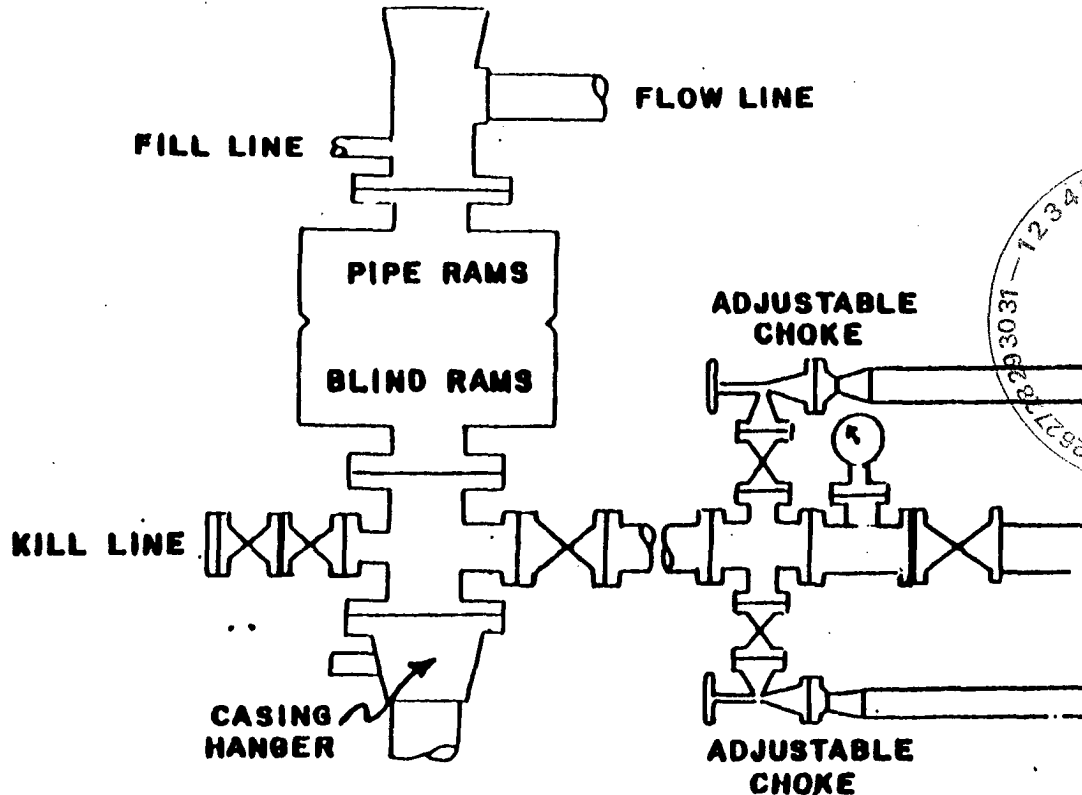 FLOW LINE
FILL LINE
PIPE RAMS
BLIND RAMS
ADJUSTABLE
CHOKE
KILL LINE
CASING
HANGER
ADJUSTABLE
CHOKE